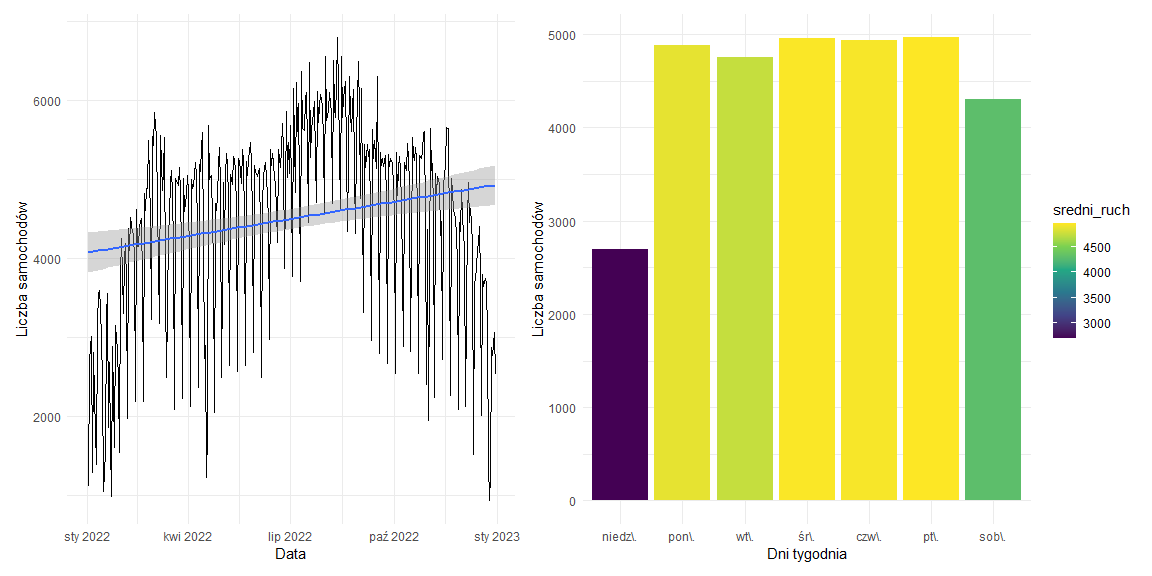 6000
4000
2000
Liczba samochodów
sty 2022
kwi 2022
lip 2022
paź 2022
sty 2023
Data
5000
4000
3000
2000
1000
0
Liczba samochodów
niedz\.
pon\.
wt\.
śr\.
czw\.
pt\.
sob\.
Dni tygodnia
sredni_ruch
4500
4000
3500
3000